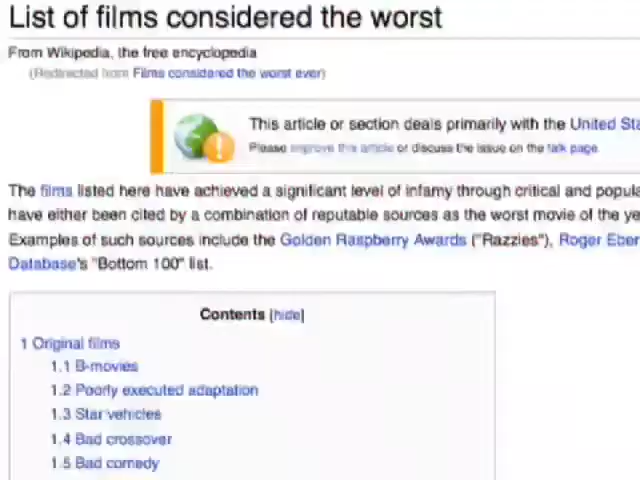 List of films considered the worst
From Wikipedia, the free encyclopedia
(Redirected from Films considered the worst ever)
This article or section deals primarily with the United
Please improve this article or discuss the issue on the talk page.
The films listed here have achieved a significant level of infamy through critical and
have either been cited by a combination of reputable sources as the worst movie of the
Examples of such sources include the Golden Raspberry Awards ("Razzies"), Roger
Database's "Bottom 100" list.
Contents [hide]
1 Original films
1.1 B-movies
1.2 Poorly executed adaptation
1.3 Star vehicles
1.4 Bad crossover
1.5 Bad comedy